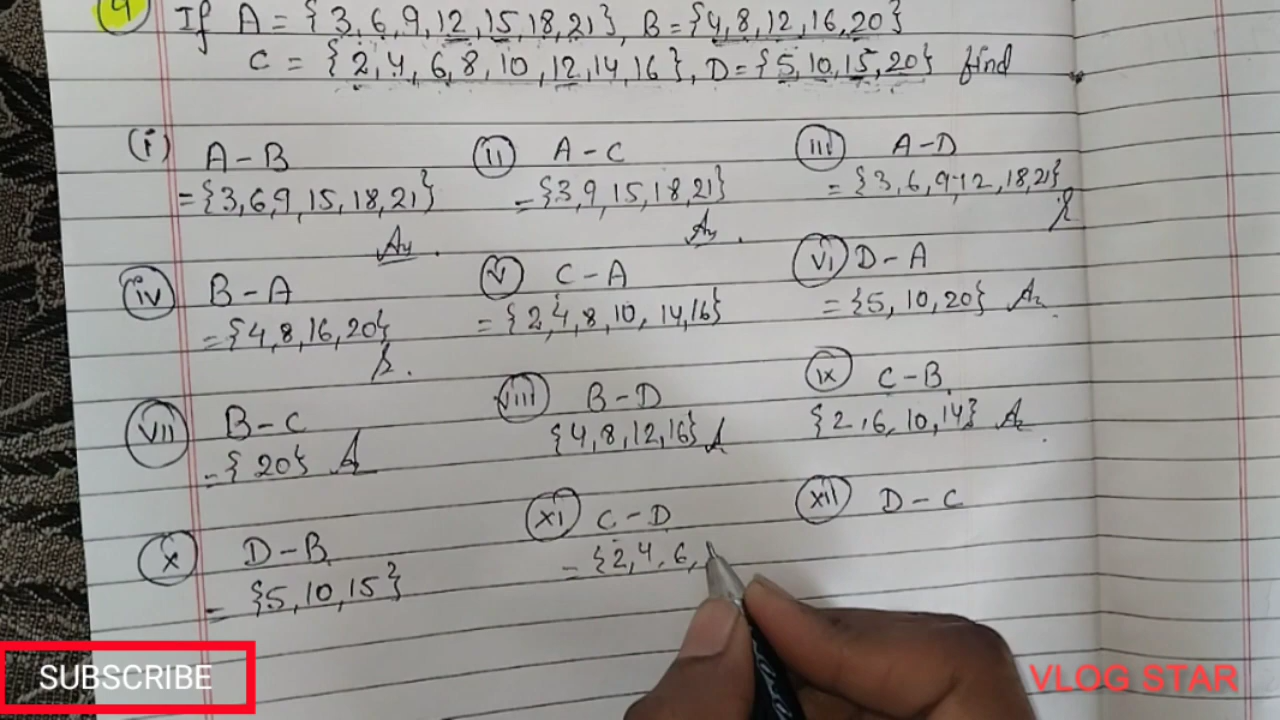 9 If A = {3,6,9,12,15,18,21}, B={4,8,12,16,20}
C = {2,4,6,8,10,12,14,16}, D={5,10,15,20} find
(i) A-B (ii) A-C (iii) A-D
={3,6,9,15,18,21} ={3,9,15,18,21} = {3,6,9,12,18,21}
(iv) B-A (v) C-A (vi) D-A
={4,8,16,20} = {2,4,8,10,14,16} = {5,10,20}
(vii) B-C (viii) B-D (ix) C-B
={20} {4,8,12,16} {2,6,10,14}
(x) D-B (xi) C-D (xii) D-C
= {5,10,15} = {2,4,6,
SUBSCRIBE
VLOG STAR